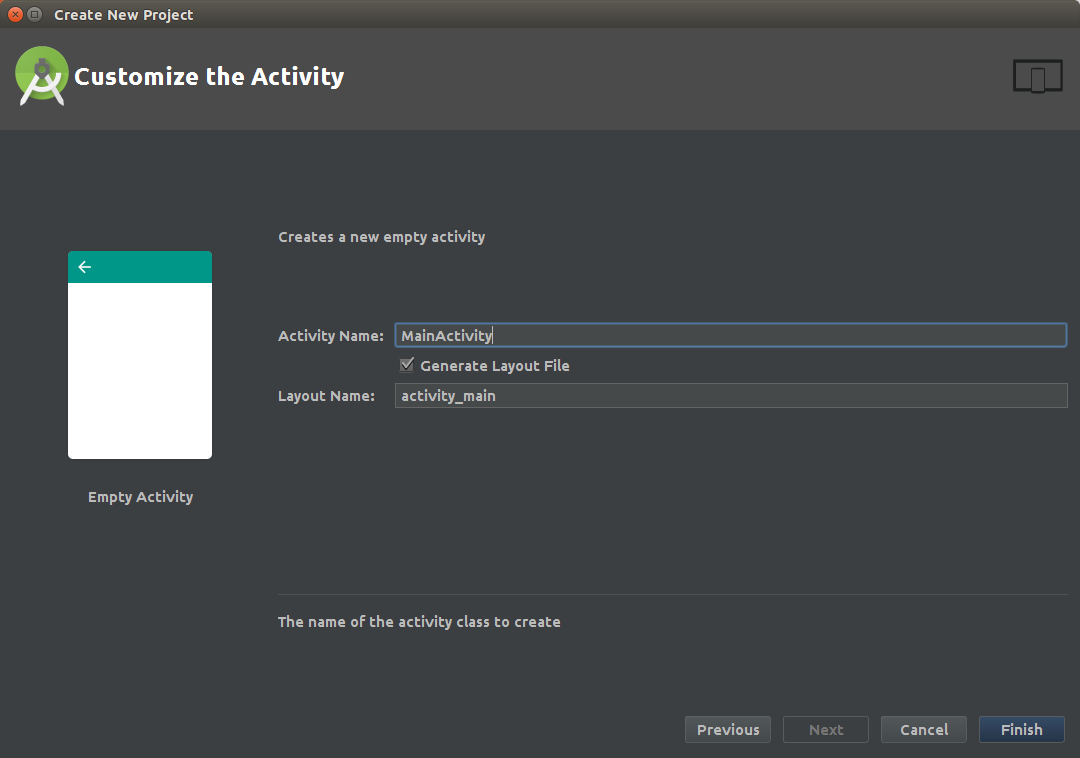 Create New Project
Customize the Activity
Creates a new empty activity
Activity Name: MainActivity
Generate Layout File
Layout Name: activity_main
Empty Activity
The name of the activity class to create
Previous Next Cancel Finish